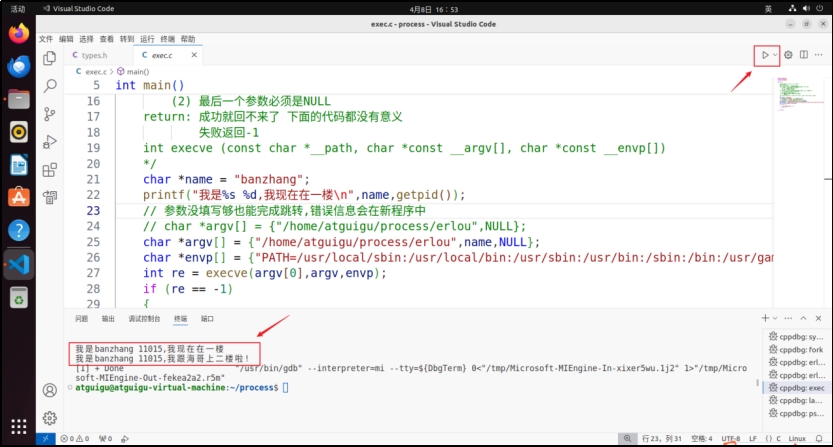 活动
Visual Studio Code
4月8日 16：53
英
exec.c - process - Visual Studio Code
文件 编辑 选择 查看 转到 运行 终端 帮助
C types.h
C exec.c
C exec.c > main()
5 int main()
16 (2) 最后一个参数必须是NULL
17 return: 成功就回不来了 下面的代码都没有意义
18 失败返回-1
19 int execve (const char *__path, char *const __argv[], char *const __envp[])
20 */
21 char *name = "banzhang";
22 printf("我是%s %d,我现在在一楼\n",name,getpid());
23 // 参数没填写够也能完成跳转,错误信息会在新程序中
24 // char *argv[] = {"/home/atguigu/process/erlou",NULL};
25 char *argv[] = {"/home/atguigu/process/erlou",name,NULL};
26 char *envp[] = {"PATH=/usr/local/sbin:/usr/local/bin:/usr/sbin:/usr/bin:/sbin:/bin:/usr/gam
27 int re = execve(argv[0],argv,envp);
28 if (re == -1)
29 {
问题 输出 调试控制台 终端 端口
我是banzhang 11015,我现在在一楼
我是banzhang 11015,我跟海哥上二楼啦!
[1] + Done "/usr/bin/gdb" --interpreter=mi --tty=${DbgTerm} 0<"/tmp/Microsoft-MIEngine-In-xixer5wu.1j2" 1>"/tmp/Micro
soft-MIEngine-Out-fekea2a2.r5m"
atguigu@atguigu-virtual-machine:~/process$
cppdbg: sy...
cppdbg: fork
cppdbg: erl...
cppdbg: erl...
cppdbg: exec
cppdbg: la...
cppdbg: ps...
0 0 0 行 23，列 31 空格: 4 UTF-8 LF {} C Linux